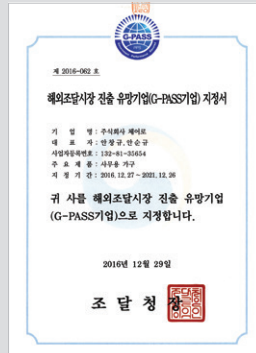 G-PASS
제 2016-062 호
해외조달시장 진출 유망기업(G-PASS기업) 지정서
기 업 명 : 주식회사 체어로
대 표 자 : 안창규,안순규
사업자등록번호 : 132-81-35654
주 요 제 품 : 사무용 가구
지 정 기 간 : 2016. 12. 27 ~ 2021. 12. 26
귀 사를 해외조달시장 진출 유망기업
(G-PASS기업)으로 지정합니다.
2016년 12월 29일
조 달 청 장